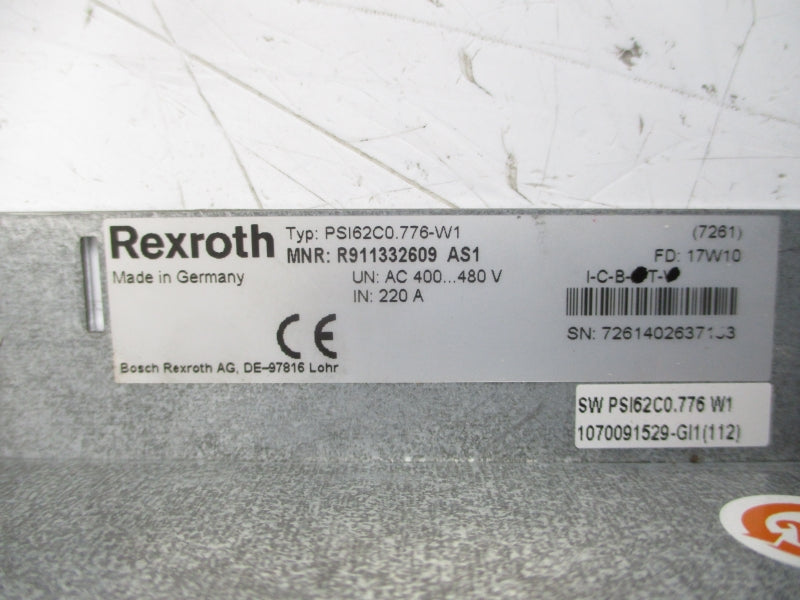 Rexroth
Typ: PSI62C0.776-W1
(7261)
MNR: R911332609 AS1
FD: 17W10
Made in Germany
UN: AC 400...480 V
IN: 220 A
I-C-B- T-
SN:
CE
Bosch Rexroth AG, DE-97816 Lohr
SW PSI62C0.776 W1
1070091529-GI1(112)